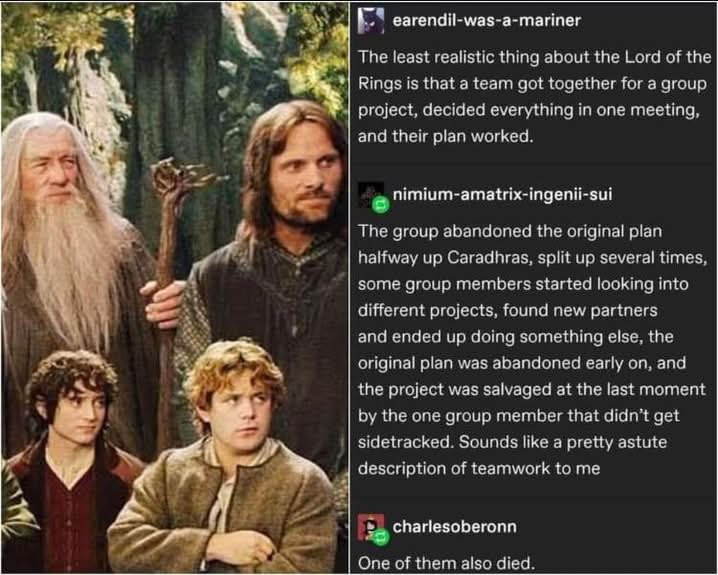 earendil-was-a-mariner
The least realistic thing about the Lord of the
Rings is that a team got together for a group
project, decided everything in one meeting,
and their plan worked.
nimium-amatrix-ingenii-sui
The group abandoned the original plan
halfway up Caradhras, split up several times,
some group members started looking into
different projects, found new partners
and ended up doing something else, the
original plan was abandoned early on, and
the project was salvaged at the last moment
by the one group member that didn't get
sidetracked. Sounds like a pretty astute
description of teamwork to me
charlesoberonn
One of them also died.